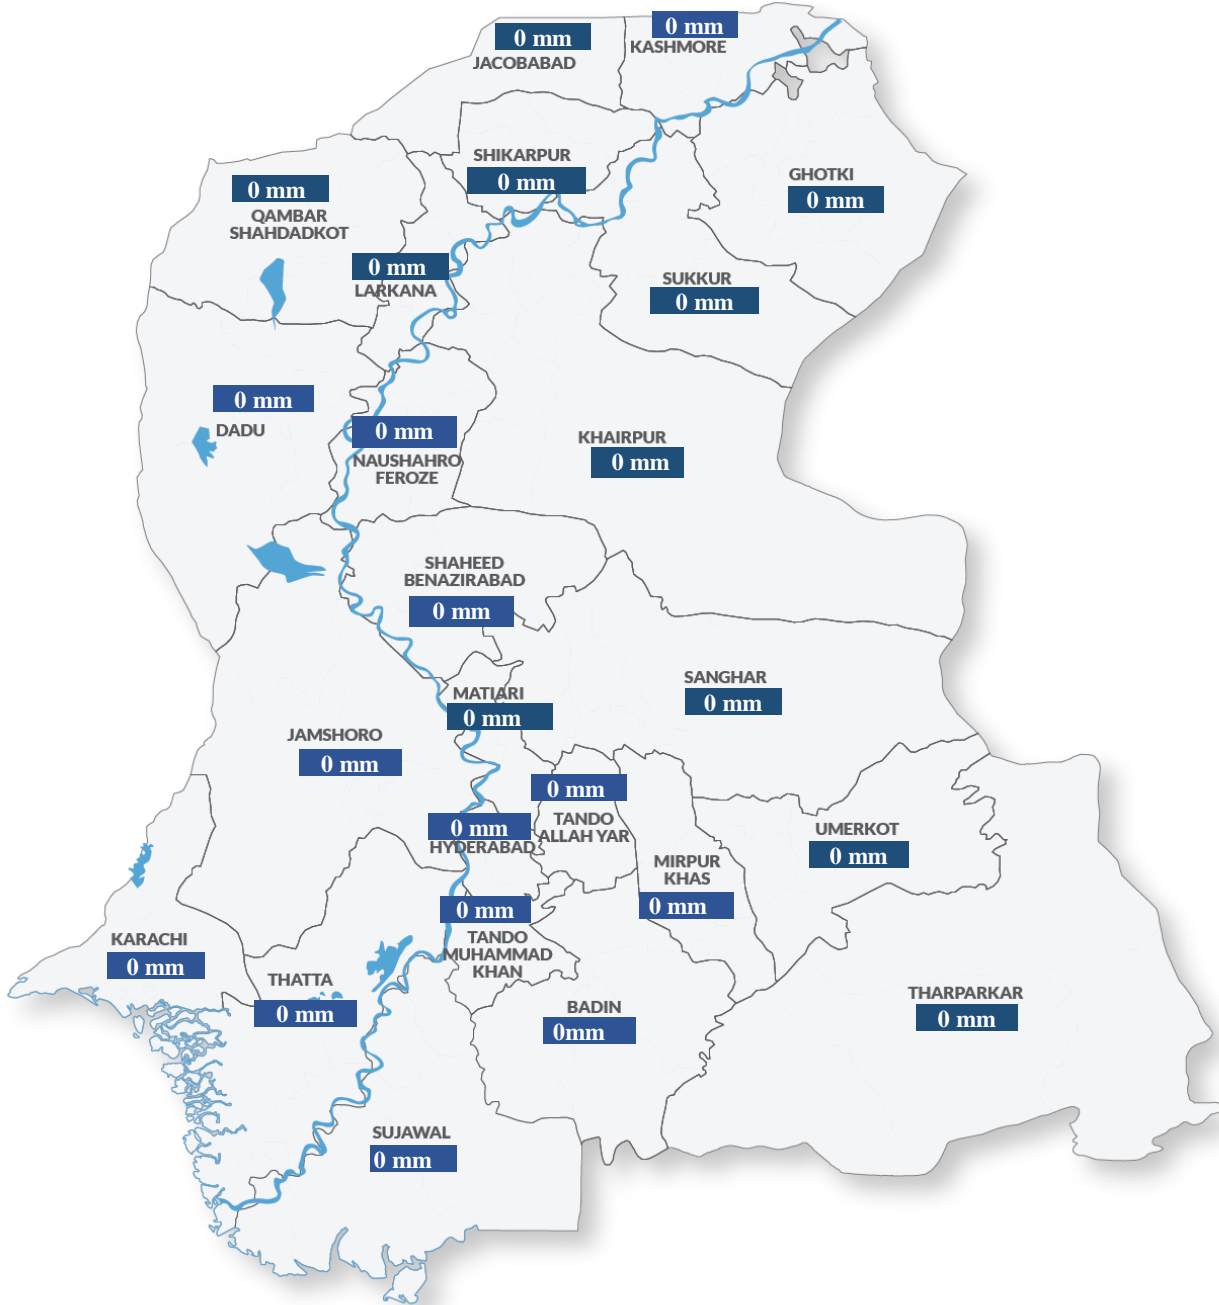 0 mm
KASHMORE
0 mm
JACOBABAD
SHIKARPUR
0 mm
GHOTKI
0 mm
0 mm
QAMBAR
SHAHDADKOT
0 mm
LARKANA
SUKKUR
0 mm
0 mm
DADU
0 mm
NAUSHAHRO
FEROZE
KHAIRPUR
0 mm
SHAHEED
BENAZIRABAD
0 mm
SANGHAR
0 mm
MATIARI
0 mm
JAMSHORO
0 mm
0 mm
TANDO
ALLAH YAR
0 mm
HYDERABAD
UMERKOT
0 mm
MIRPUR
KHAS
0 mm
0 mm
TANDO
MUHAMMAD
KHAN
KARACHI
0 mm
THATTA
0 mm
BADIN
0mm
THARPARKAR
0 mm
SUJAWAL
0 mm